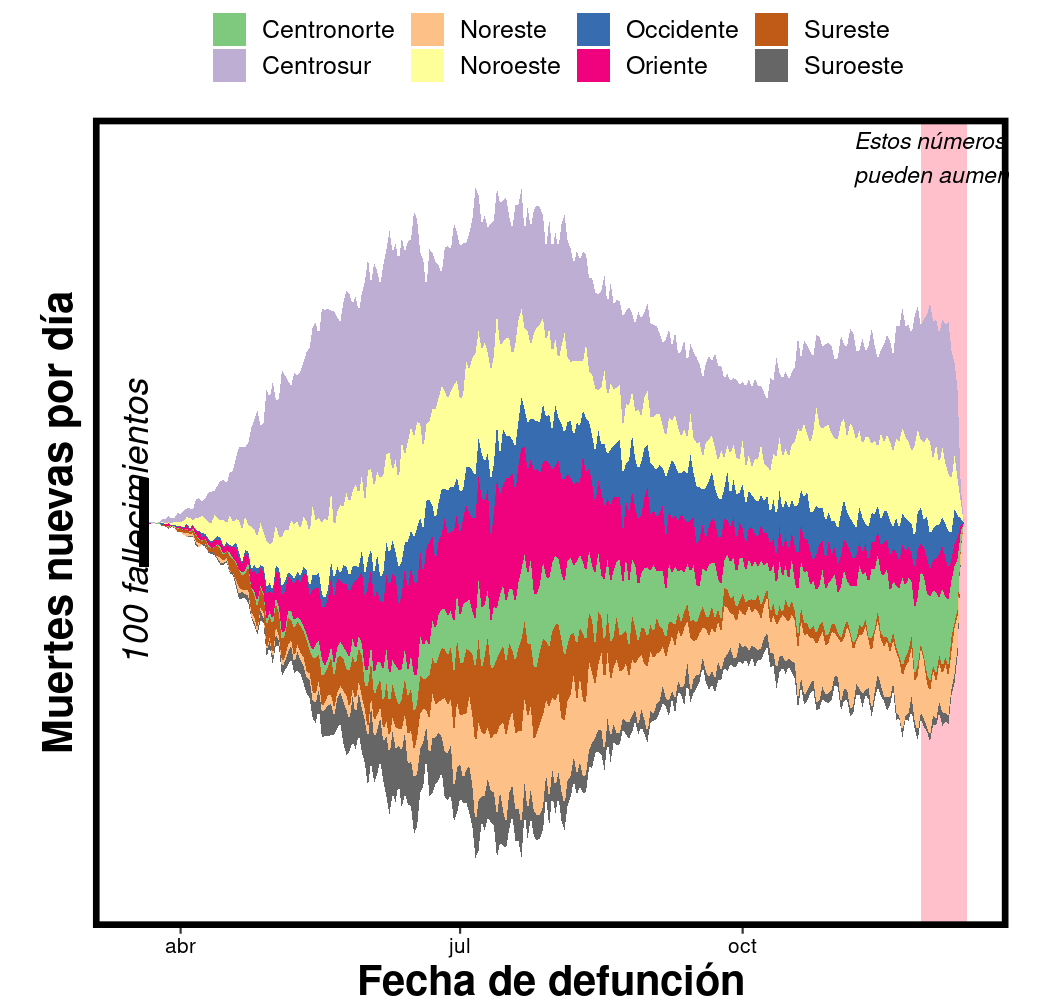 Centronorte Noreste Occidente Sureste
Centrosur Noroeste Oriente Suroeste
Estos números
pueden aumen
Muertes nuevas por día
100 fallecimientos
abr jul oct
Fecha de defunción